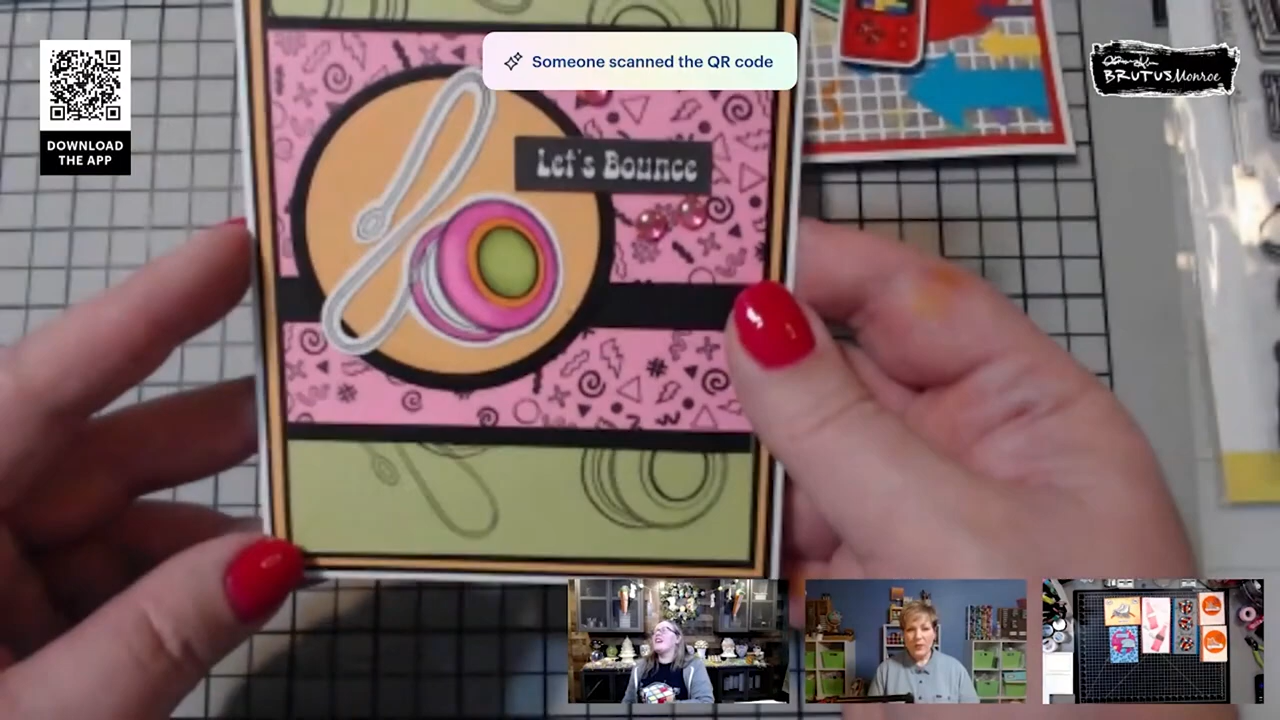 Someone scanned the QR code
BRUTUS Monroe
DOWNLOAD
THE APP
Let's Bounce